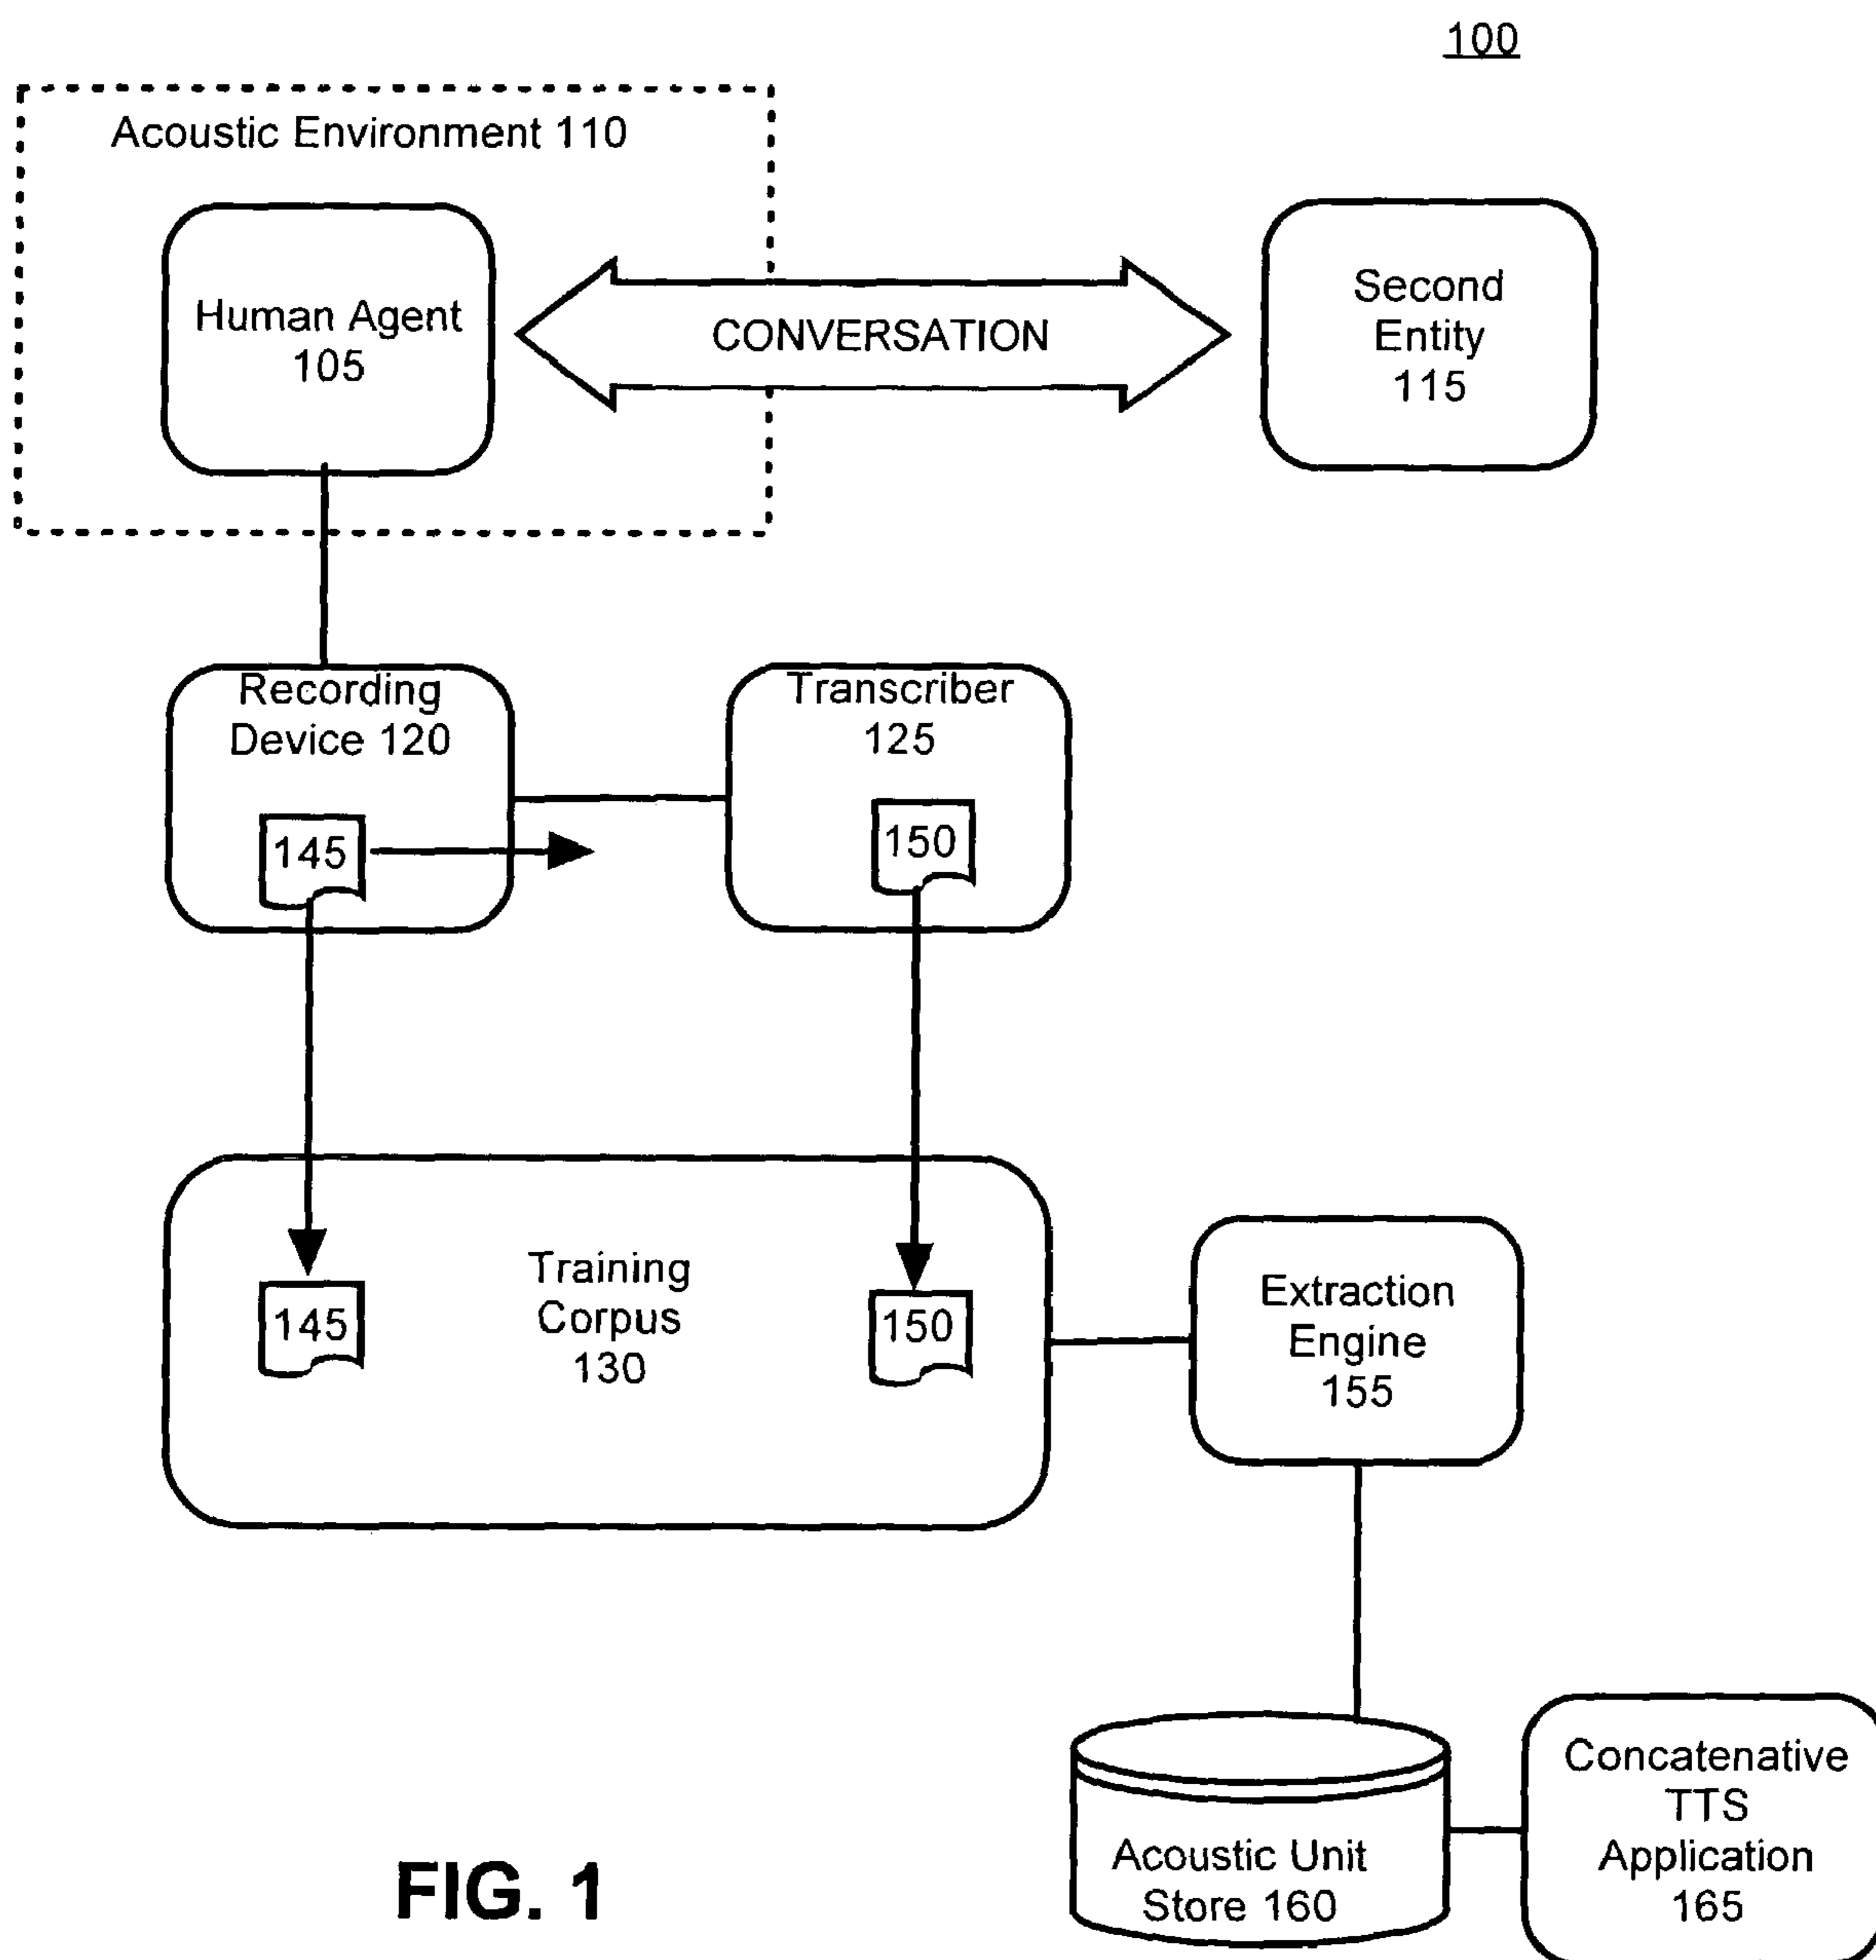 100
Acoustic Environment 110
Human Agent
105
CONVERSATION
Second
Entity
115
Recording
Device 120
145
Transcriber
125
150
145
Training
Corpus
130
150
Extraction
Engine
155
Acoustic Unit
Store 160
Concatenative
TTS
Application
165
FIG. 1